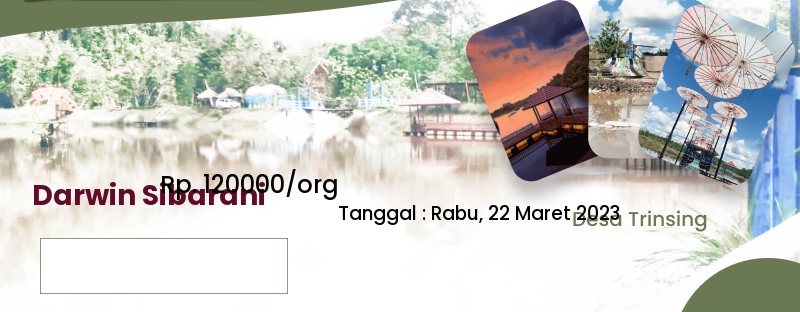 Rp. 120000/org
Darwin Sibarani
Tanggal : Rabu, 22 Maret 2023
Desa Trinsing